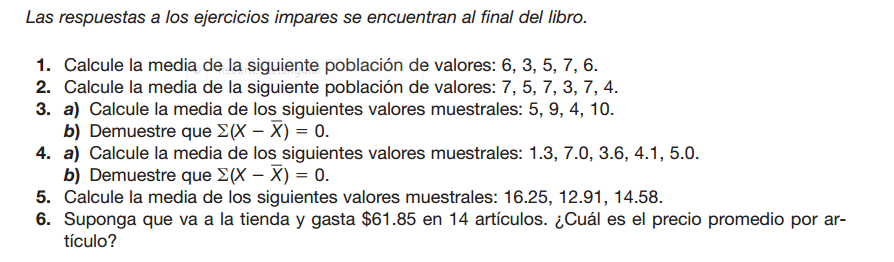 Las respuestas a los ejercicios impares se encuentran al final del libro.
1. Calcule la media de la siguiente población de valores: 6, 3, 5, 7, 6.
2. Calcule la media de la siguiente población de valores: 7, 5, 7, 3, 7, 4.
3. a) Calcule la media de los siguientes valores muestrales: 5, 9, 4, 10.
b) Demuestre que Σ(X − X̅) = 0.
4. a) Calcule la media de los siguientes valores muestrales: 1.3, 7.0, 3.6, 4.1, 5.0.
b) Demuestre que Σ(X − X̅) = 0.
5. Calcule la media de los siguientes valores muestrales: 16.25, 12.91, 14.58.
6. Suponga que va a la tienda y gasta $61.85 en 14 artículos. ¿Cuál es el precio promedio por ar-
tículo?